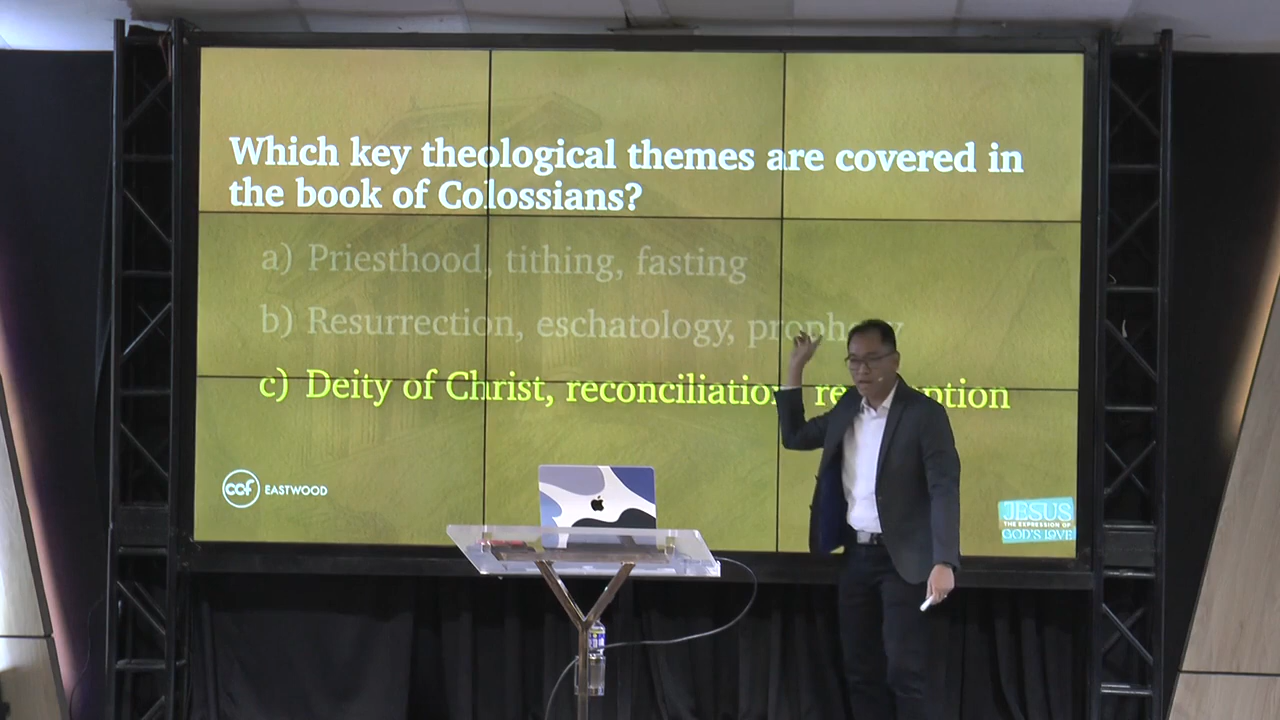 Which key theological themes are covered in
the book of Colossians?
a) Priesthood, tithing, fasting
b) Resurrection, eschatology,
c) Deity of Christ, reconciliation,
ccf EASTWOOD
JESUS
THE EXPRESSION OF
GOD'S LOVE